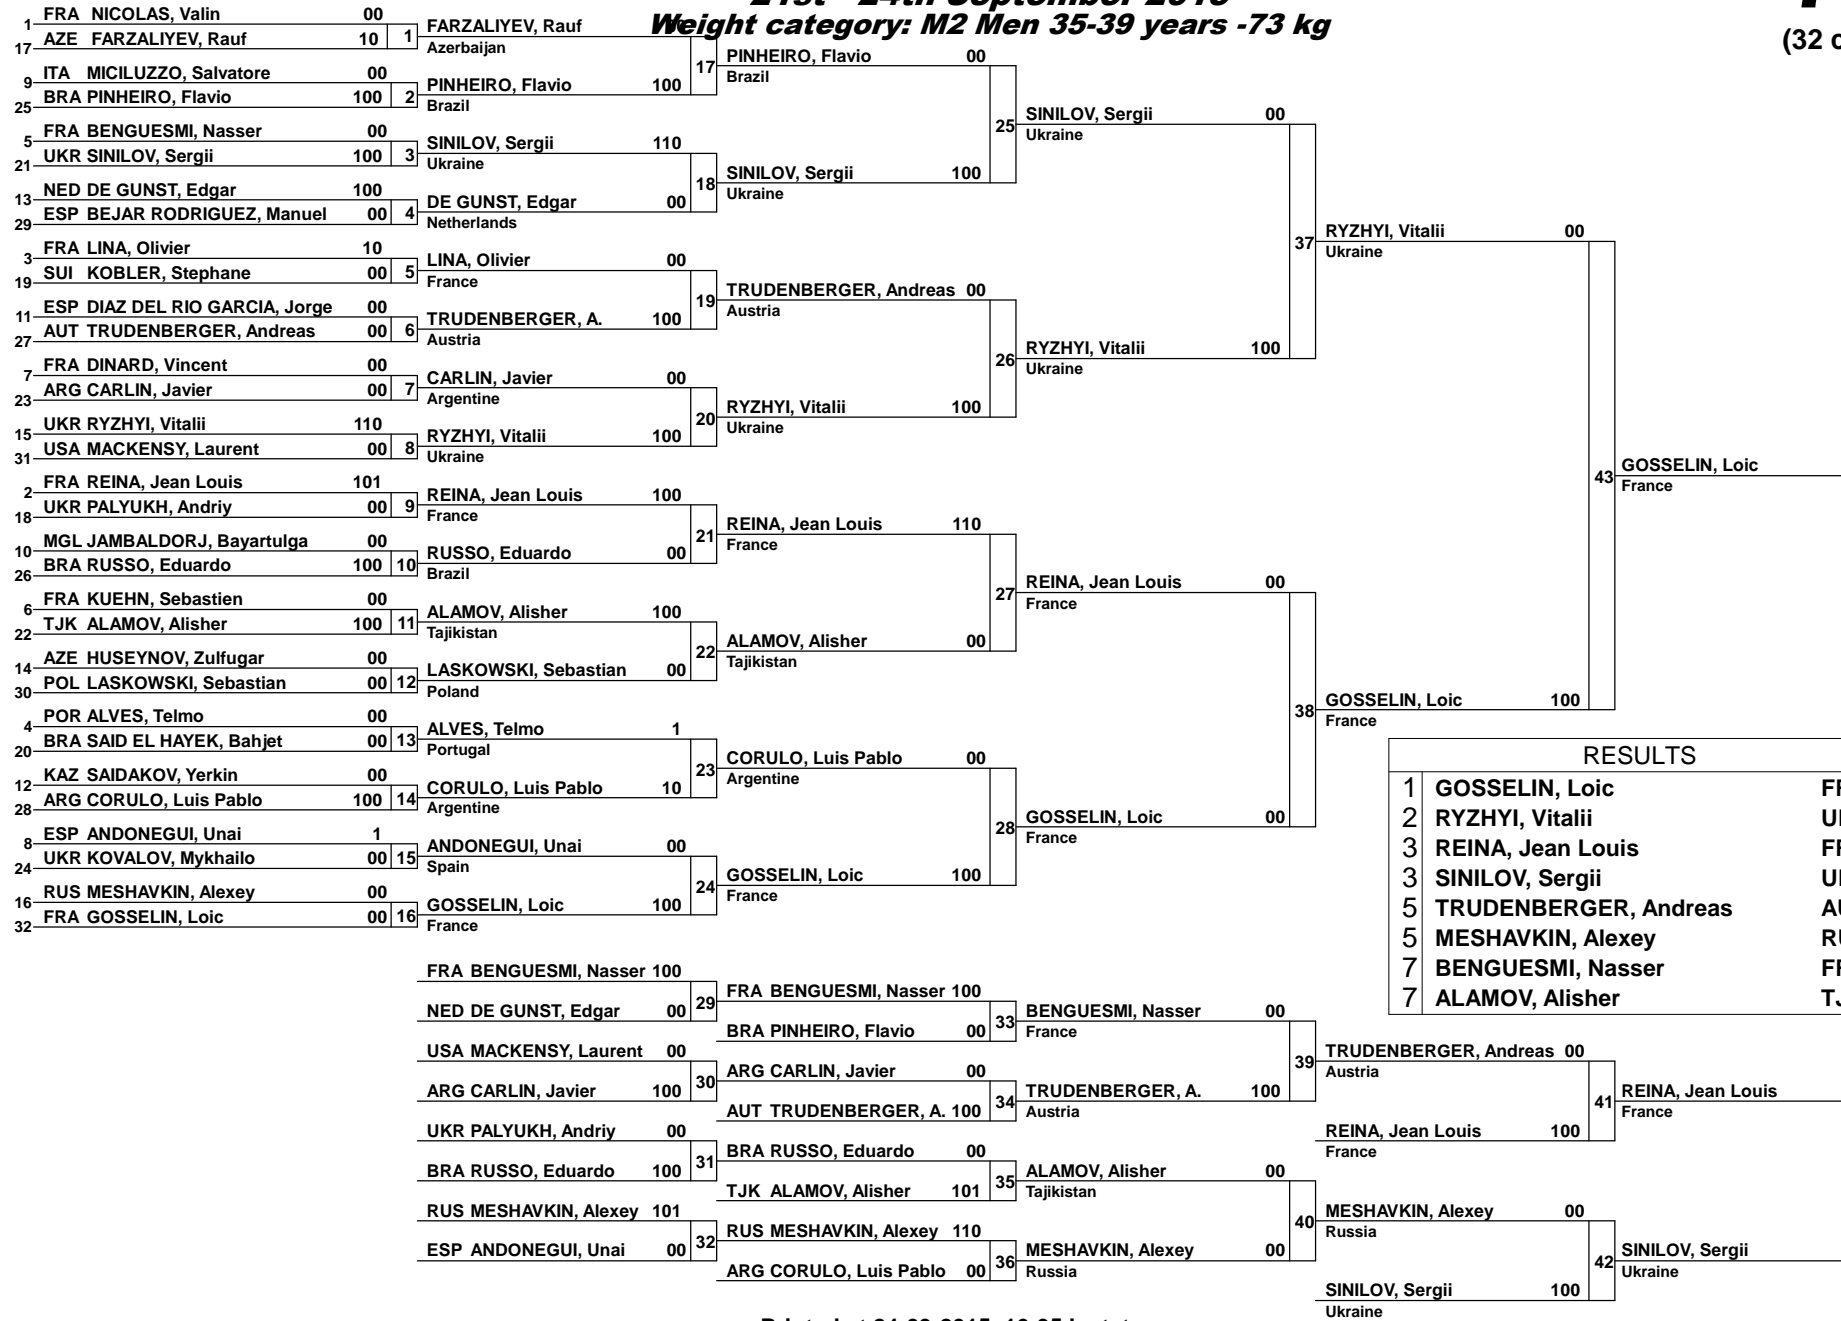 Weight category: M2 Men 35-39 years -73 kg
(32
1 FRA NICOLAS, Valin 00
17 AZE FARZALIYEV, Rauf 10 1
9 ITA MICILUZZO, Salvatore 00
25 BRA PINHEIRO, Flavio 100 2
5 FRA BENGUESMI, Nasser 00
21 UKR SINILOV, Sergii 100 3
13 NED DE GUNST, Edgar 100
29 ESP BEJAR RODRIGUEZ, Manuel 00 4
3 FRA LINA, Olivier 10
19 SUI KOBLER, Stephane 00 5
11 ESP DIAZ DEL RIO GARCIA, Jorge 00
27 AUT TRUDENBERGER, Andreas 00 6
7 FRA DINARD, Vincent 00
23 ARG CARLIN, Javier 00 7
15 UKR RYZHYI, Vitalii 110
31 USA MACKENSY, Laurent 00 8
2 FRA REINA, Jean Louis 101
18 UKR PALYUKH, Andriy 00 9
10 MGL JAMBALDORJ, Bayartulga 00
26 BRA RUSSO, Eduardo 100 10
6 FRA KUEHN, Sebastien 00
22 TJK ALAMOV, Alisher 100 11
14 AZE HUSEYNOV, Zulfugar 00
30 POL LASKOWSKI, Sebastian 00 12
4 POR ALVES, Telmo 00
20 BRA SAID EL HAYEK, Bahjet 00 13
12 KAZ SAIDAKOV, Yerkin 00
28 ARG CORULO, Luis Pablo 100 14
8 ESP ANDONEGUI, Unai 1
24 UKR KOVALOV, Mykhailo 00 15
16 RUS MESHAVKIN, Alexey 00
32 FRA GOSSELIN, Loic 00 16
FARZALIYEV, Rauf
Azerbaijan
17
PINHEIRO, Flavio 100
Brazil
SINILOV, Sergii 110
Ukraine
18
DE GUNST, Edgar 00
Netherlands
LINA, Olivier 00
France
19
TRUDENBERGER, A. 100
Austria
CARLIN, Javier 00
Argentine
20
RYZHYI, Vitalii 100
Ukraine
REINA, Jean Louis 100
France
21
RUSSO, Eduardo 00
Brazil
ALAMOV, Alisher 100
Tajikistan
22
LASKOWSKI, Sebastian 00
Poland
ALVES, Telmo 1
Portugal
23
CORULO, Luis Pablo 10
Argentine
ANDONEGUI, Unai 00
Spain
24
GOSSELIN, Loic 100
France
PINHEIRO, Flavio 00
Brazil
25
SINILOV, Sergii 100
Ukraine
TRUDENBERGER, Andreas 00
Austria
26
RYZHYI, Vitalii 100
Ukraine
REINA, Jean Louis 110
France
27
ALAMOV, Alisher 00
Tajikistan
CORULO, Luis Pablo 00
Argentine
28
GOSSELIN, Loic 100
France
SINILOV, Sergii 00
Ukraine
37
RYZHYI, Vitalii 100
Ukraine
REINA, Jean Louis 00
France
38
GOSSELIN, Loic 00
France
RYZHYI, Vitalii 00
Ukraine
43
GOSSELIN, Loic 100
France
GOSSELIN, Loic
France
RESULTS
1 GOSSELIN, Loic
2 RYZHYI, Vitalii
3 REINA, Jean Louis
3 SINILOV, Sergii
5 TRUDENBERGER, Andreas
5 MESHAVKIN, Alexey
7 BENGUESMI, Nasser
7 ALAMOV, Alisher
FRA BENGUESMI, Nasser 100
29
NED DE GUNST, Edgar 00
USA MACKENSY, Laurent 00
30
ARG CARLIN, Javier 100
UKR PALYUKH, Andriy 00
31
BRA RUSSO, Eduardo 100
RUS MESHAVKIN, Alexey 101
32
ESP ANDONEGUI, Unai 00
FRA BENGUESMI, Nasser 100
33
BRA PINHEIRO, Flavio 00
ARG CARLIN, Javier 00
34
AUT TRUDENBERGER, A. 100
BRA RUSSO, Eduardo 00
35
TJK ALAMOV, Alisher 101
RUS MESHAVKIN, Alexey 110
36
ARG CORULO, Luis Pablo 00
BENGUESMI, Nasser 00
France
39
TRUDENBERGER, A. 100
Austria
ALAMOV, Alisher 00
Tajikistan
40
MESHAVKIN, Alexey 00
Russia
TRUDENBERGER, Andreas 00
Austria
41
REINA, Jean Louis 100
France
MESHAVKIN, Alexey 00
Russia
42
SINILOV, Sergii 100
Ukraine
REINA, Jean Louis
France
SINILOV, Sergii
Ukraine